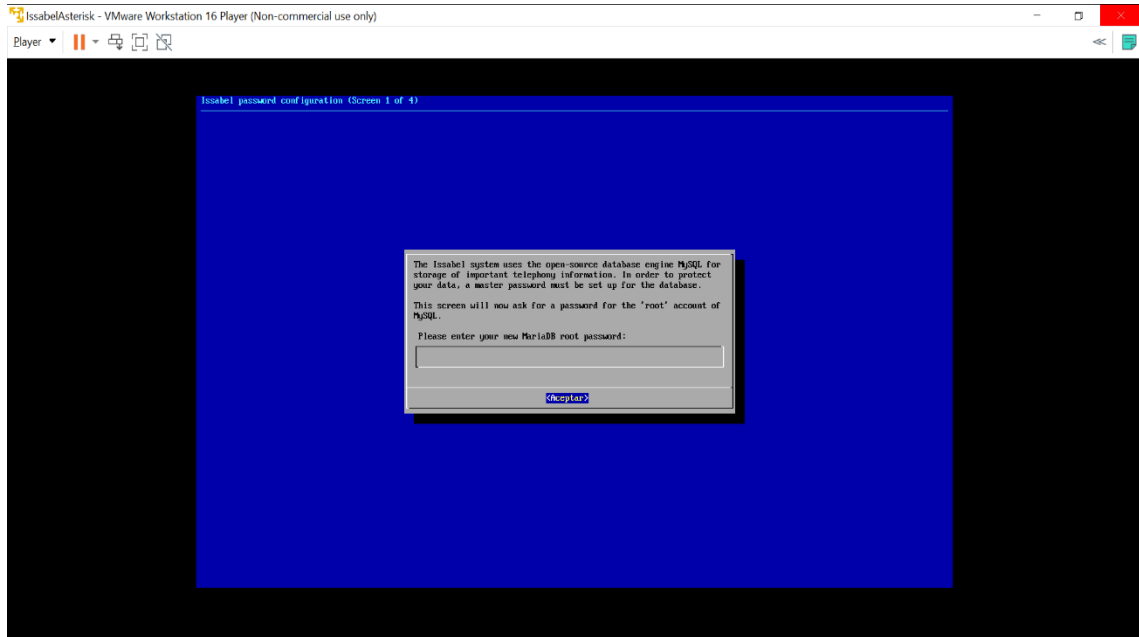 IssabelAsterisk - VMware Workstation 16 Player (Non-commercial use only)
Player
Issabel password configuration (Screen 1 of 4)
The Issabel system uses the open-source database engine MySQL for
storage of important telephony information. In order to protect
your data, a master password must be set up for the database.
This screen will now ask for a password for the 'root' account of
MySQL.
Please enter your new MariaDB root password:
<Aceptar>